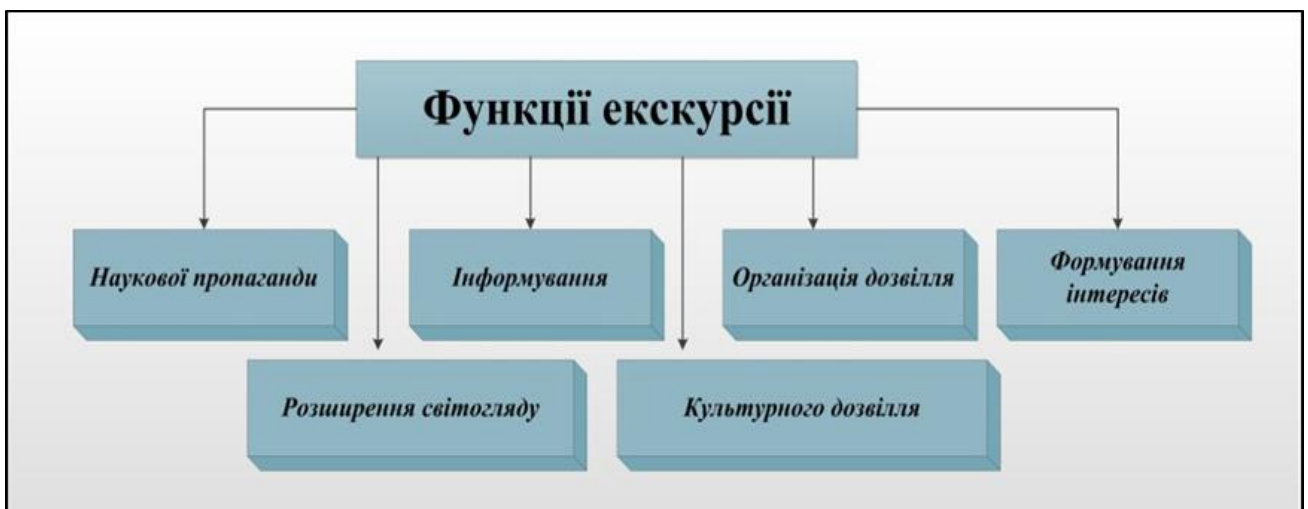 Функції екскурсії
Наукової пропаганди
Інформування
Організація дозвілля
Формування
інтересів
Розширення світогляду
Культурного дозвілля